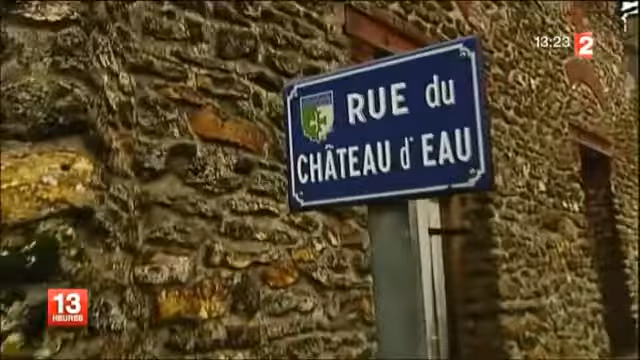 13:23 2
RUE du
CHÂTEAU d'EAU
13
HEURES